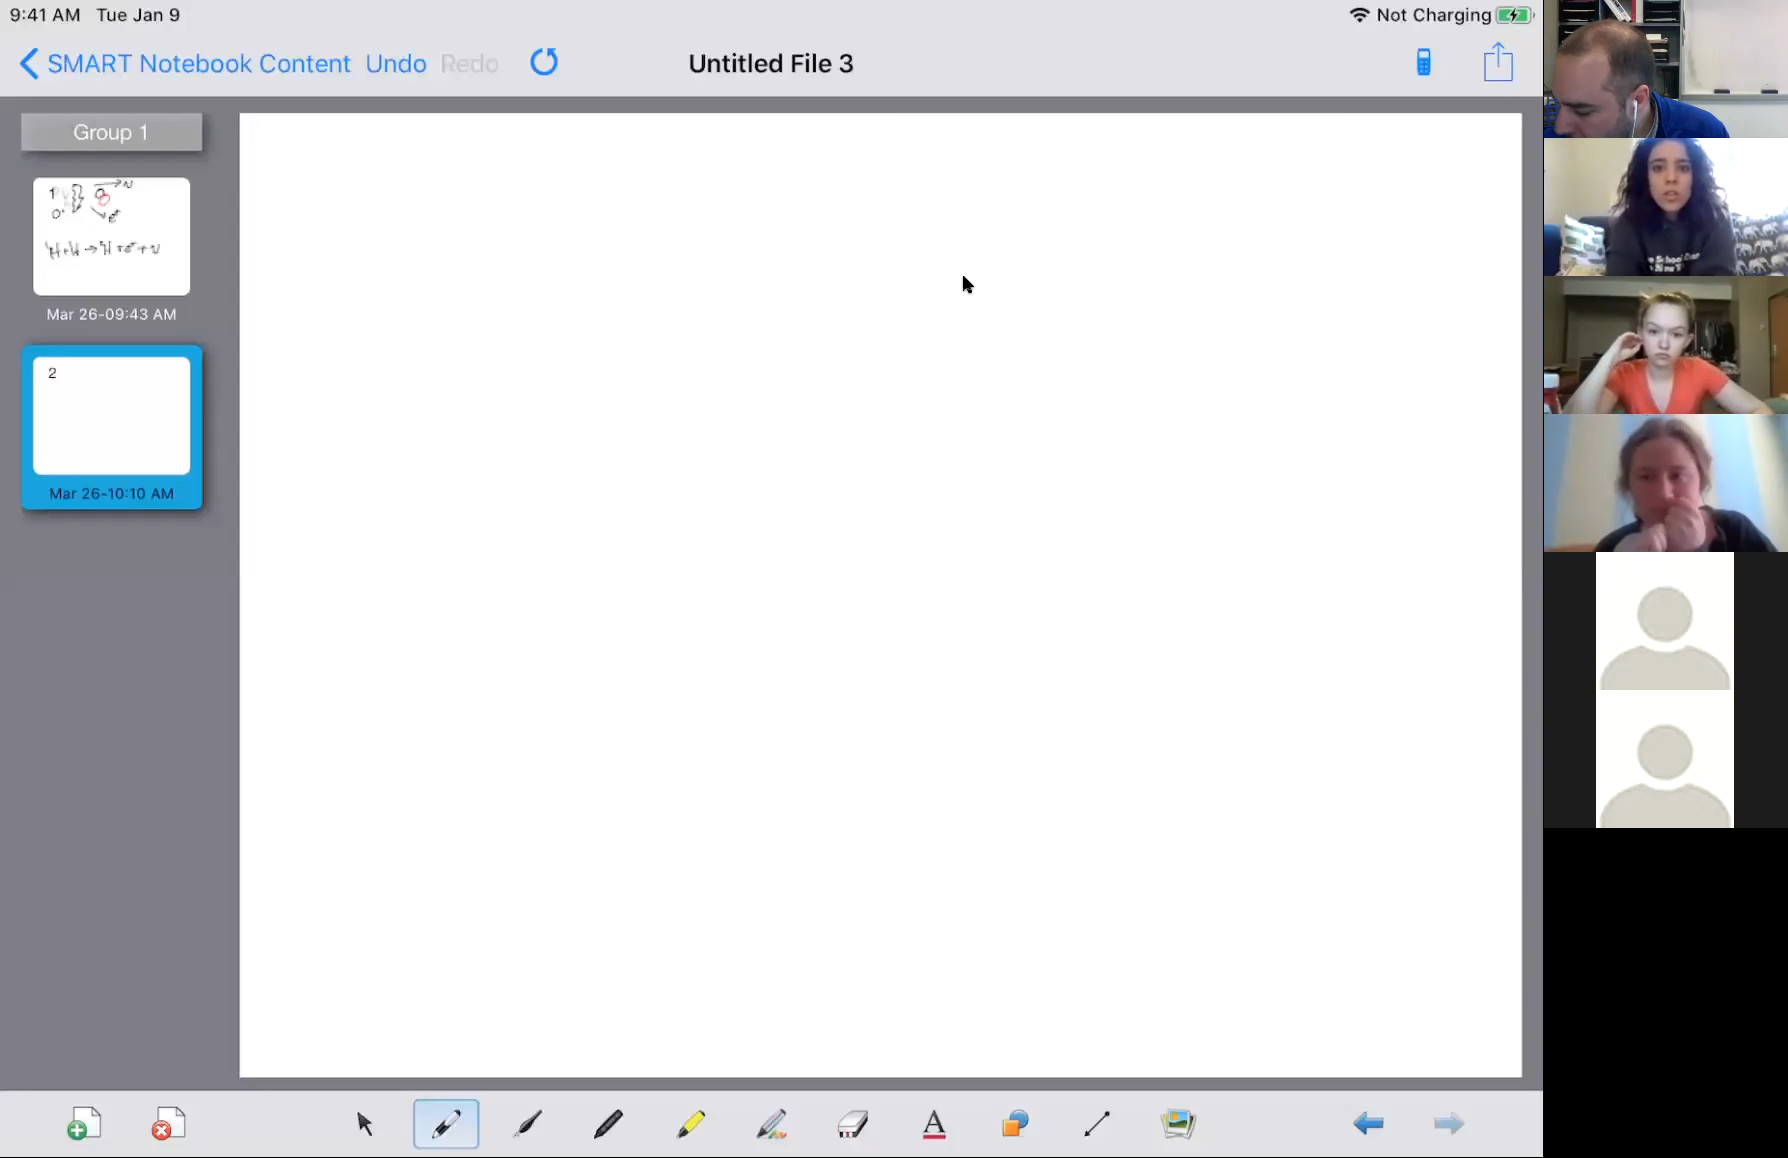 9:41 AM Tue Jan 9
Not Charging
SMART Notebook Content Undo Redo
Untitled File 3
Group 1
Mar 26-09:43 AM
2
Mar 26-10:10 AM